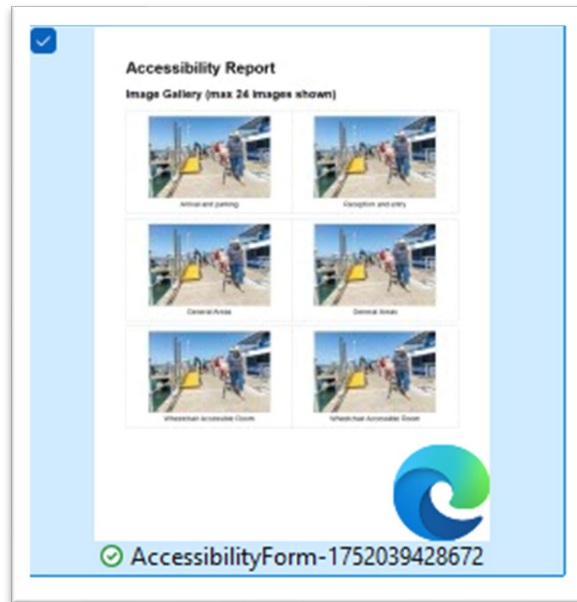 Accessibility Report
Image Gallery (max 24 images shown)
Arrival and parking
Reception and entry
General Areas
General Areas
Wheelchair Accessible Room
Wheelchair Accessible Room
AccessibilityForm-1752039428672